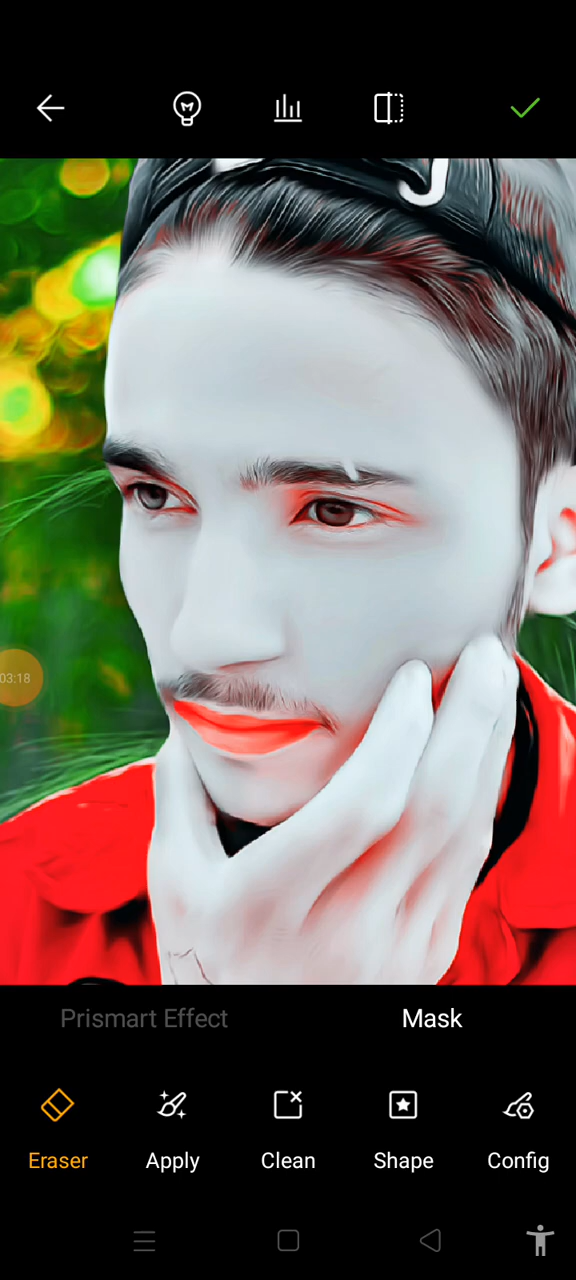 03:18
Prismart Effect
Mask
Eraser
Apply
Clean
Shape
Config